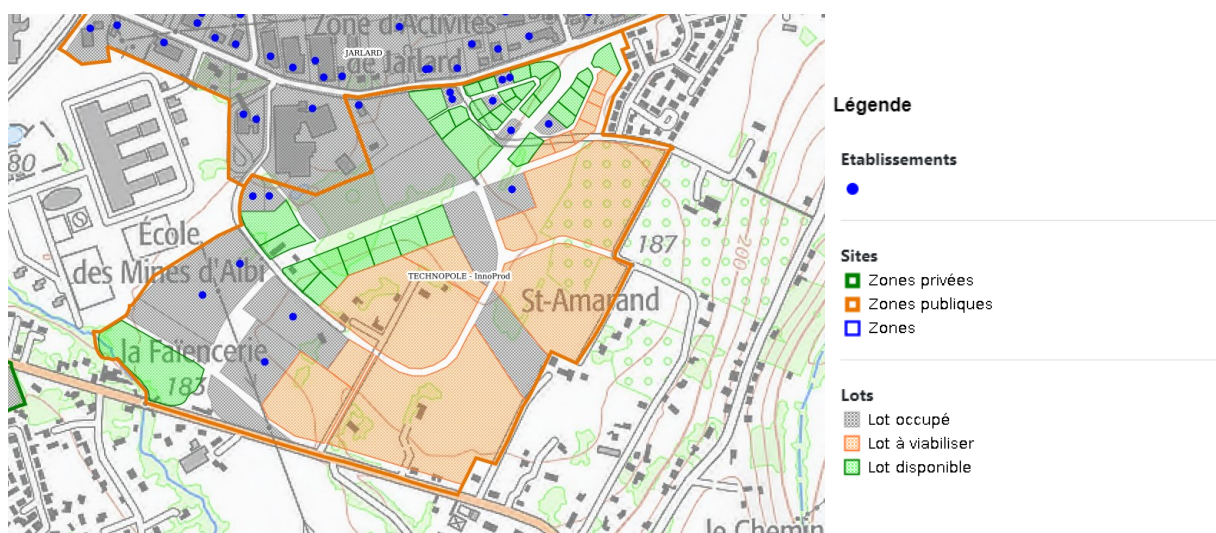 Zone d'Activités
JARLARD
de Jarlard
80
École
des Mines d'Albi
187
200
TECHNOPOLE - InnoProd
St-Amarand
la Faïencerie
183
le Chemin
Légende
Etablissements
Sites
Zones privées
Zones publiques
Zones
Lots
Lot occupé
Lot à viabiliser
Lot disponible